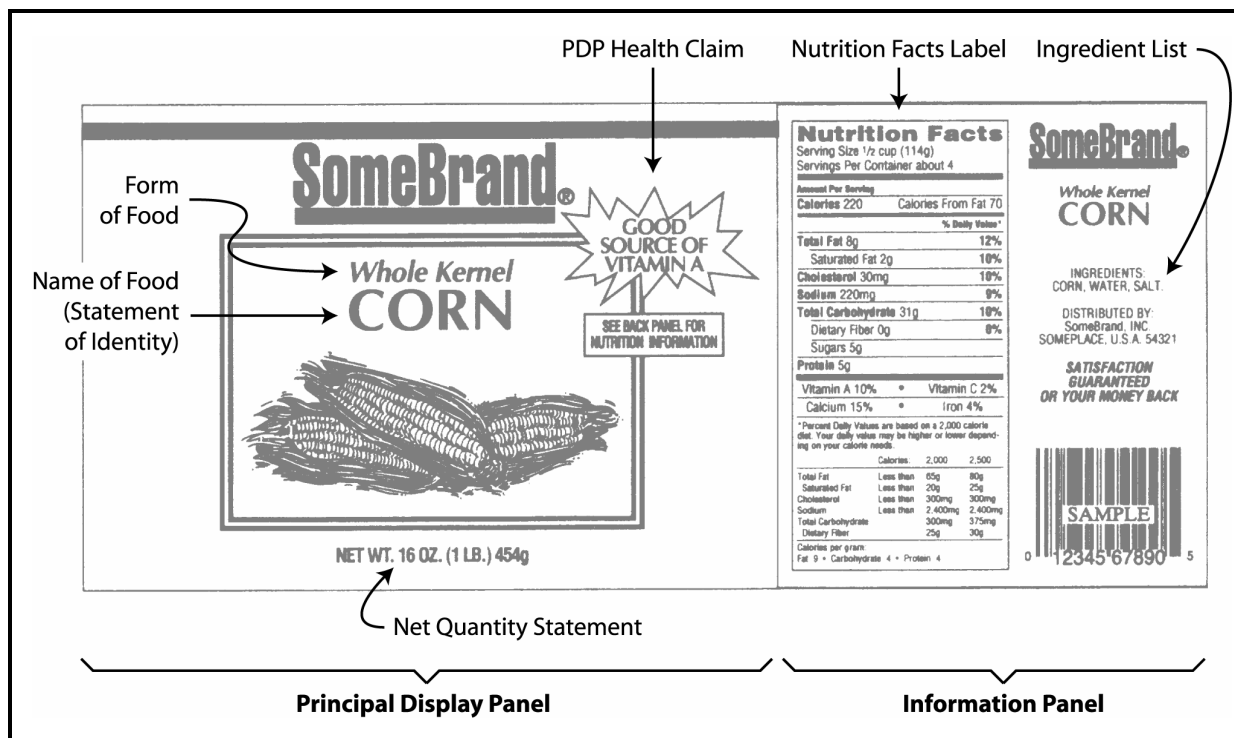 PDP Health Claim
Nutrition Facts Label
Ingredient List
Form
of Food
Name of Food
(Statement
of Identity)
SomeBrand®
GOOD
SOURCE OF
VITAMIN A
Whole Kernel
CORN
SEE BACK PANEL FOR
NUTRITION INFORMATION
NET WT. 16 OZ. (1 LB.) 454g
Net Quantity Statement
Principal Display Panel
Nutrition Facts
Serving Size 1/2 cup (114g)
Servings Per Container about 4
Amount Per Serving
Calories 220 Calories From Fat 70
% Daily Value*
Total Fat 8g 12%
Saturated Fat 2g 10%
Cholesterol 30mg 10%
Sodium 220mg 9%
Total Carbohydrate 31g 10%
Dietary Fiber 0g 0%
Sugars 5g
Protein 5g
Vitamin A 10% • Vitamin C 2%
Calcium 15% • Iron 4%
*Percent Daily Values are based on a 2,000 calorie
diet. Your daily value may be higher or lower depend-
ing on your calorie needs.
Calories: 2,000 2,500
Total Fat Less than 65g 80g
Saturated Fat Less than 20g 25g
Cholesterol Less than 300mg 300mg
Sodium Less than 2,400mg 2,400mg
Total Carbohydrate 300mg 375mg
Dietary Fiber 25g 30g
Calories per gram:
Fat 9 • Carbohydrate 4 • Protein 4
SomeBrand®
Whole Kernel
CORN
INGREDIENTS:
CORN, WATER, SALT.
DISTRIBUTED BY:
SomeBrand, INC.
SOMEPLACE, U.S.A. 54321
SATISFACTION
GUARANTEED
OR YOUR MONEY BACK
SAMPLE
0 12345 67890 5
Information Panel